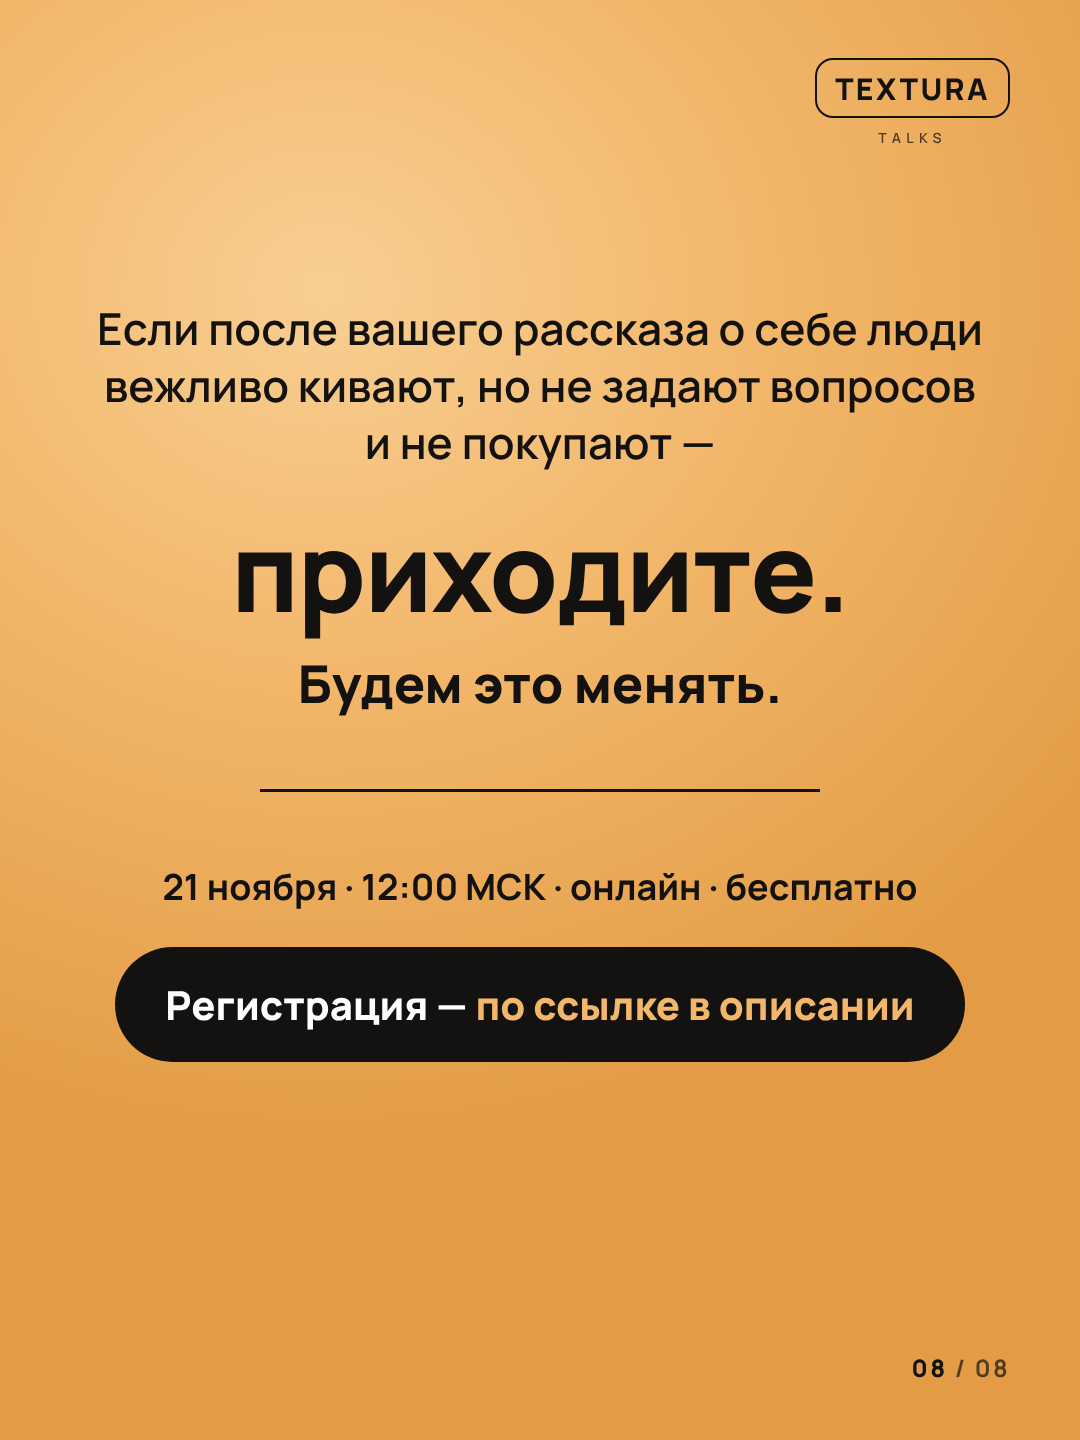 TEXTURA
TALKS
Если после вашего рассказа о себе люди
вежливо кивают, но не задают вопросов
и не покупают —
приходите.
Будем это менять.
21 ноября · 12:00 МСК · онлайн · бесплатно
Регистрация — по ссылке в описании
08 / 08